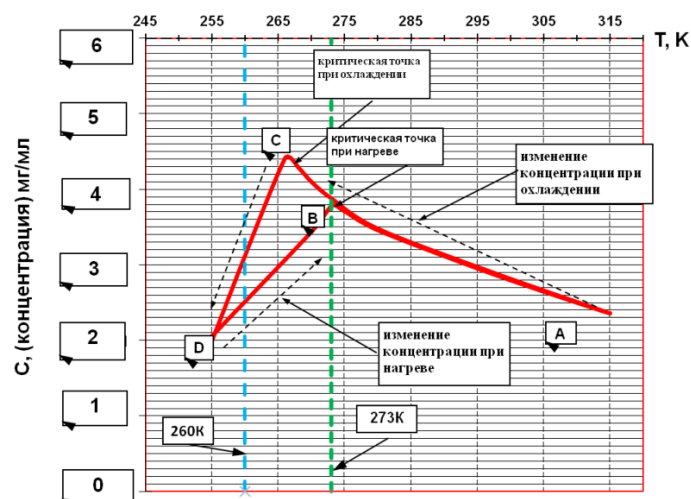 245 255 265 275 285 295 305 315
T, K
6
5
4
3
2
1
0
С, (концентрация) мг/мл
критическая точка
при охлаждении
критическая точка
при нагреве
изменение
концентрации при
охлаждении
C
B
D
A
изменение
концентрации при
нагреве
260К
273К